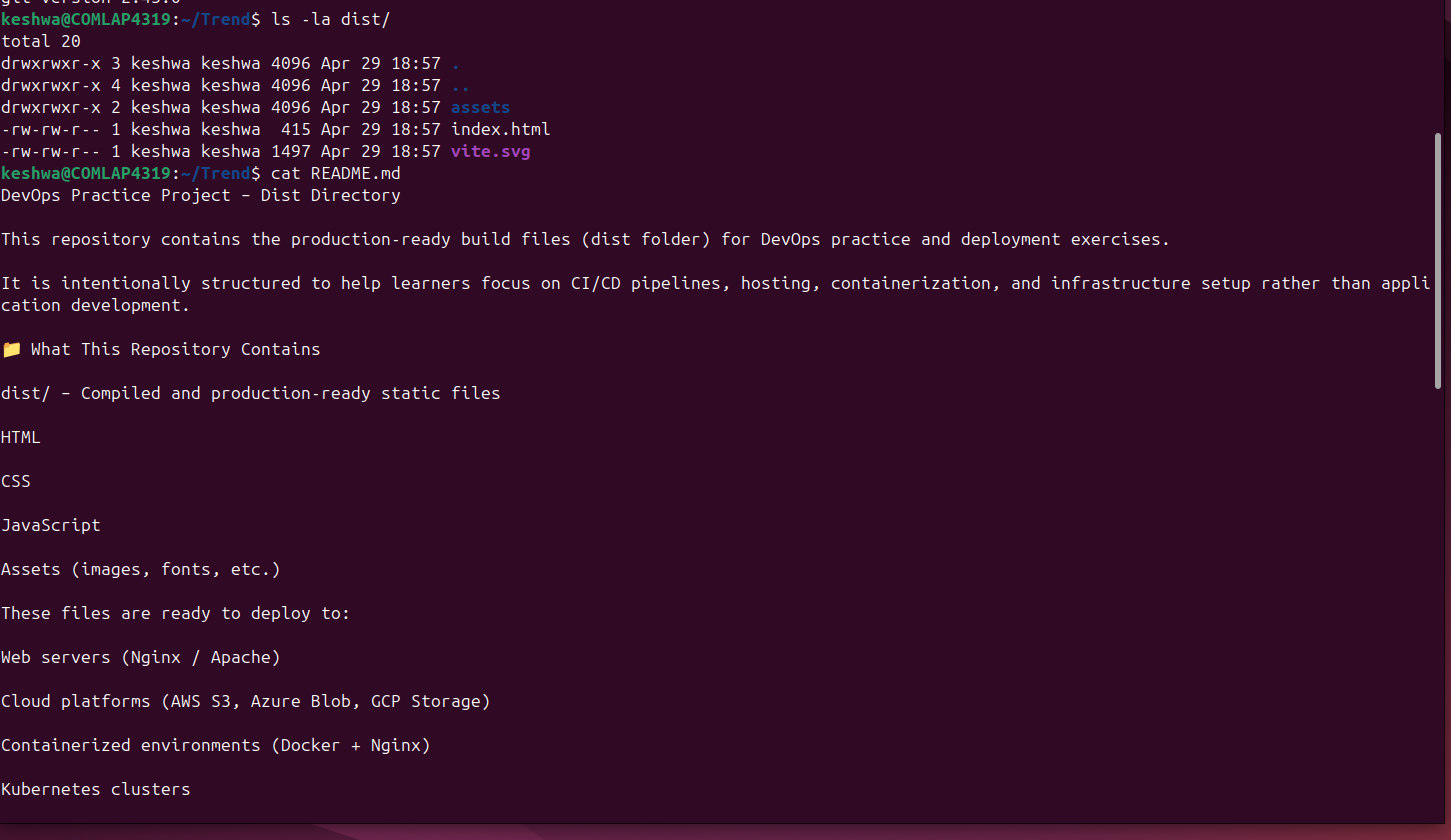 keshwa@COMLAP4319:~/Trend$ ls -la dist/
total 20
drwxrwxr-x 3 keshwa keshwa 4096 Apr 29 18:57 .
drwxrwxr-x 4 keshwa keshwa 4096 Apr 29 18:57 ..
drwxrwxr-x 2 keshwa keshwa 4096 Apr 29 18:57 assets
-rw-rw-r-- 1 keshwa keshwa  415 Apr 29 18:57 index.html
-rw-rw-r-- 1 keshwa keshwa 1497 Apr 29 18:57 vite.svg
keshwa@COMLAP4319:~/Trend$ cat README.md
DevOps Practice Project – Dist Directory
This repository contains the production-ready build files (dist folder) for DevOps practice and deployment exercises.
It is intentionally structured to help learners focus on CI/CD pipelines, hosting, containerization, and infrastructure setup rather than appli
cation development.
📁 What This Repository Contains
dist/ – Compiled and production-ready static files
HTML
CSS
JavaScript
Assets (images, fonts, etc.)
These files are ready to deploy to:
Web servers (Nginx / Apache)
Cloud platforms (AWS S3, Azure Blob, GCP Storage)
Containerized environments (Docker + Nginx)
Kubernetes clusters